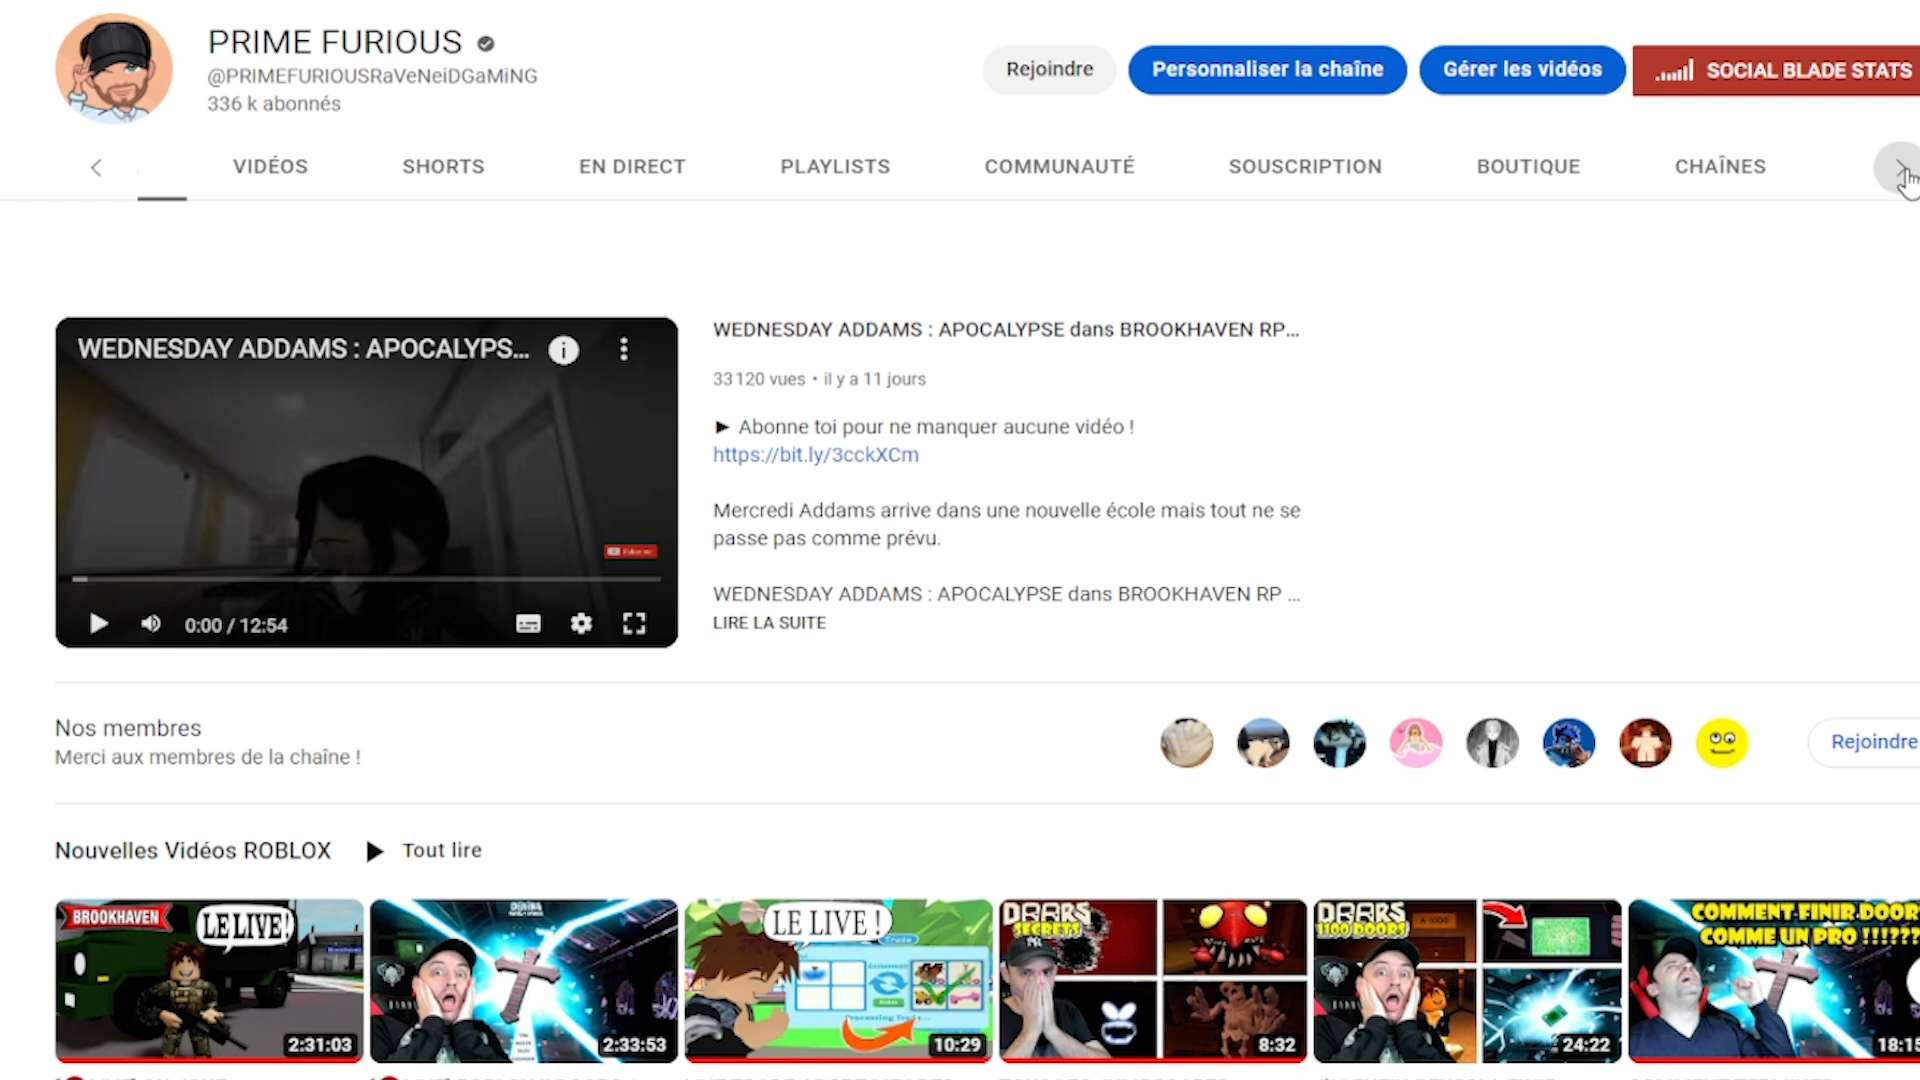 PRIME FURIOUS
@PRIMEFURIOUSRaVeNeiDGaMiNG
336 k abonnés
Rejoindre
Personnaliser la chaîne
Gérer les vidéos
SOCIAL BLADE STATS
VIDÉOS
SHORTS
EN DIRECT
PLAYLISTS
COMMUNAUTÉ
SOUSCRIPTION
BOUTIQUE
CHAÎNES
WEDNESDAY ADDAMS : APOCALYPS...
0:00 / 12:54
WEDNESDAY ADDAMS : APOCALYPSE dans BROOKHAVEN RP...
33 120 vues • il y a 11 jours
► Abonne toi pour ne manquer aucune vidéo !
https://bit.ly/3cckXCm
Mercredi Addams arrive dans une nouvelle école mais tout ne se
passe pas comme prévu.
WEDNESDAY ADDAMS : APOCALYPSE dans BROOKHAVEN RP ...
LIRE LA SUITE
Nos membres
Merci aux membres de la chaîne !
Rejoindre
Nouvelles Vidéos ROBLOX
Tout lire
BROOKHAVEN
LE LIVE !
2:31:03
2:33:53
LE LIVE !
Trade
10:29
DOORS
SECRETS
8:32
DOORS
1100 DOORS
A-1000
24:22
COMMENT FINIR DOOR
COMME UN PRO !!!???
18:15